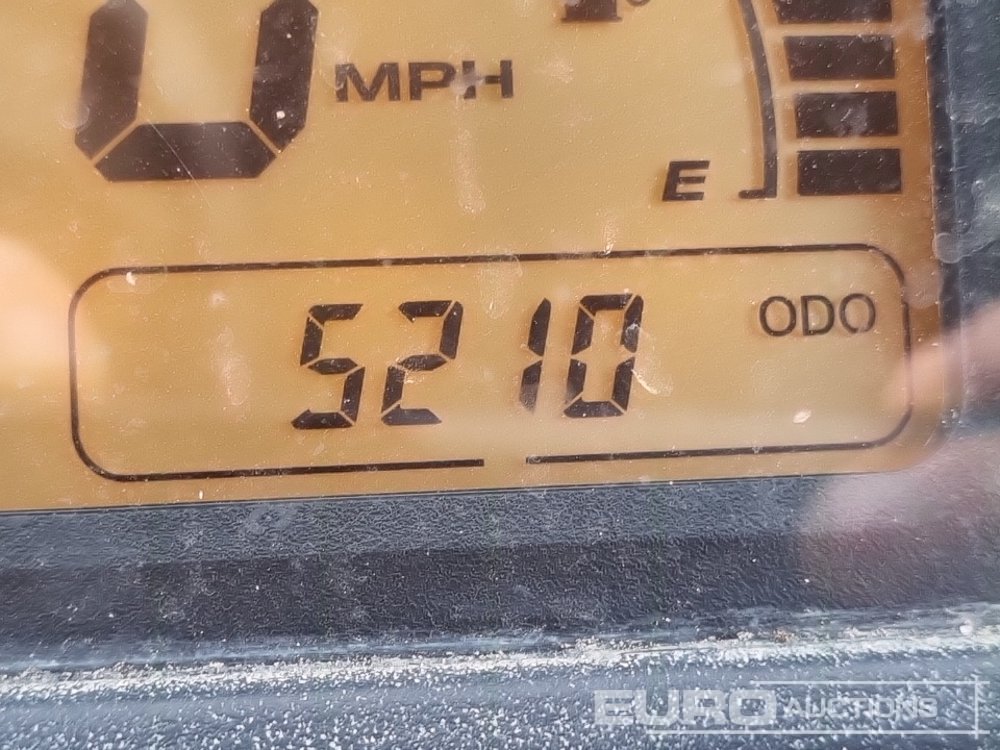 0 MPH
E
5210 ODO
EURO AUCTIONS